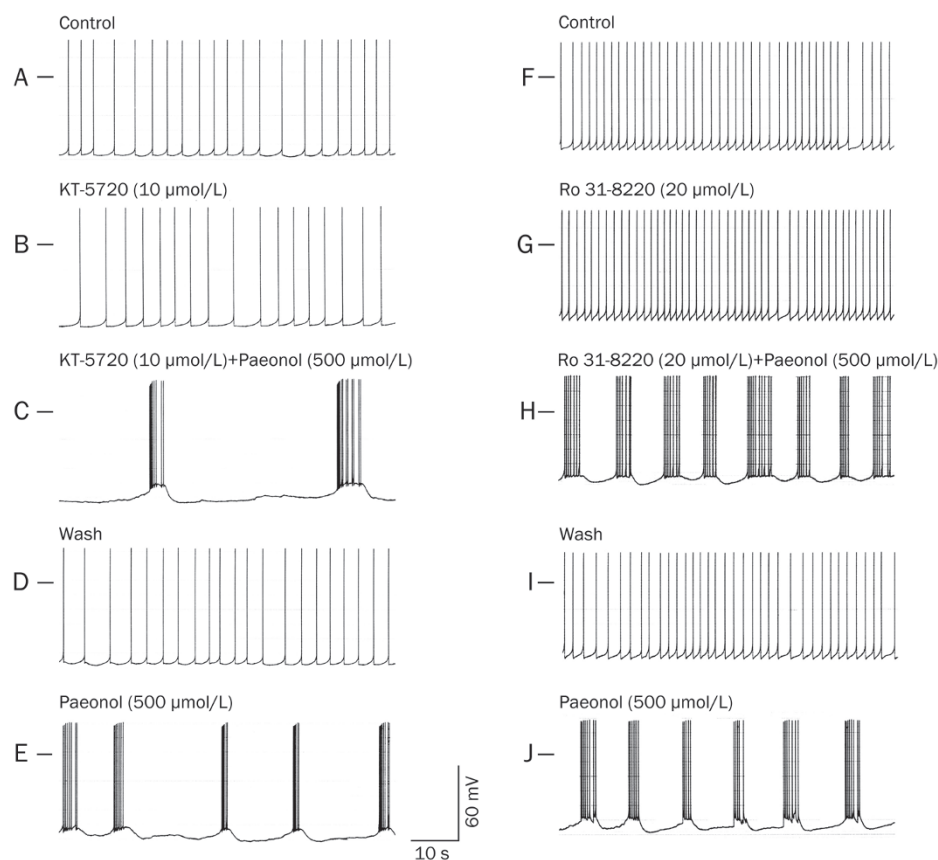 Control
A
KT-5720 (10 µmol/L)
B
KT-5720 (10 µmol/L)+Paeonol (500 µmol/L)
C
Wash
D
Paeonol (500 µmol/L)
E
60 mV
10 s
Control
F
Ro 31-8220 (20 µmol/L)
G
Ro 31-8220 (20 µmol/L)+Paeonol (500 µmol/L)
H
Wash
I
Paeonol (500 µmol/L)
J